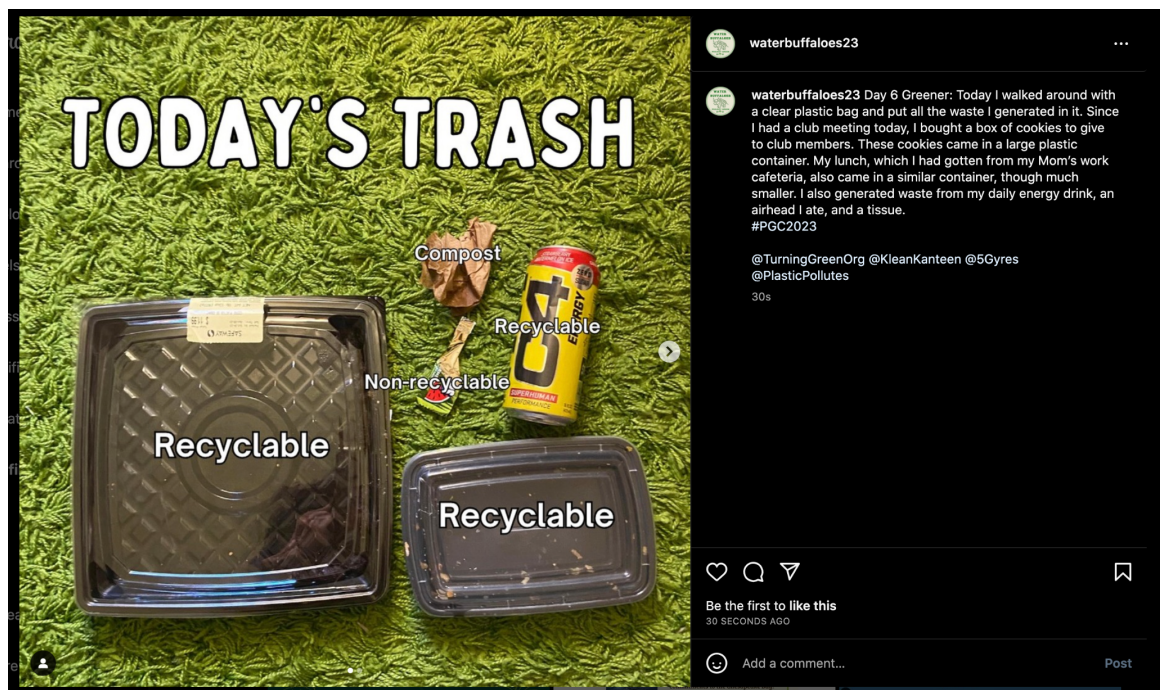 TODAY'S TRASH
Compost
Recyclable
Non-recyclable
Recyclable
Recyclable
SAFEWAY
C4
ENERGY
SUPERHUMAN
PERFORMANCE
waterbuffaloes23
waterbuffaloes23 Day 6 Greener: Today I walked around with
a clear plastic bag and put all the waste I generated in it. Since
I had a club meeting today, I bought a box of cookies to give
to club members. These cookies came in a large plastic
container. My lunch, which I had gotten from my Mom's work
cafeteria, also came in a similar container, though much
smaller. I also generated waste from my daily energy drink, an
airhead I ate, and a tissue.
#PGC2023
@TurningGreenOrg @KleanKanteen @5Gyres
@PlasticPollutes
30s
Be the first to like this
30 SECONDS AGO
Add a comment...
Post